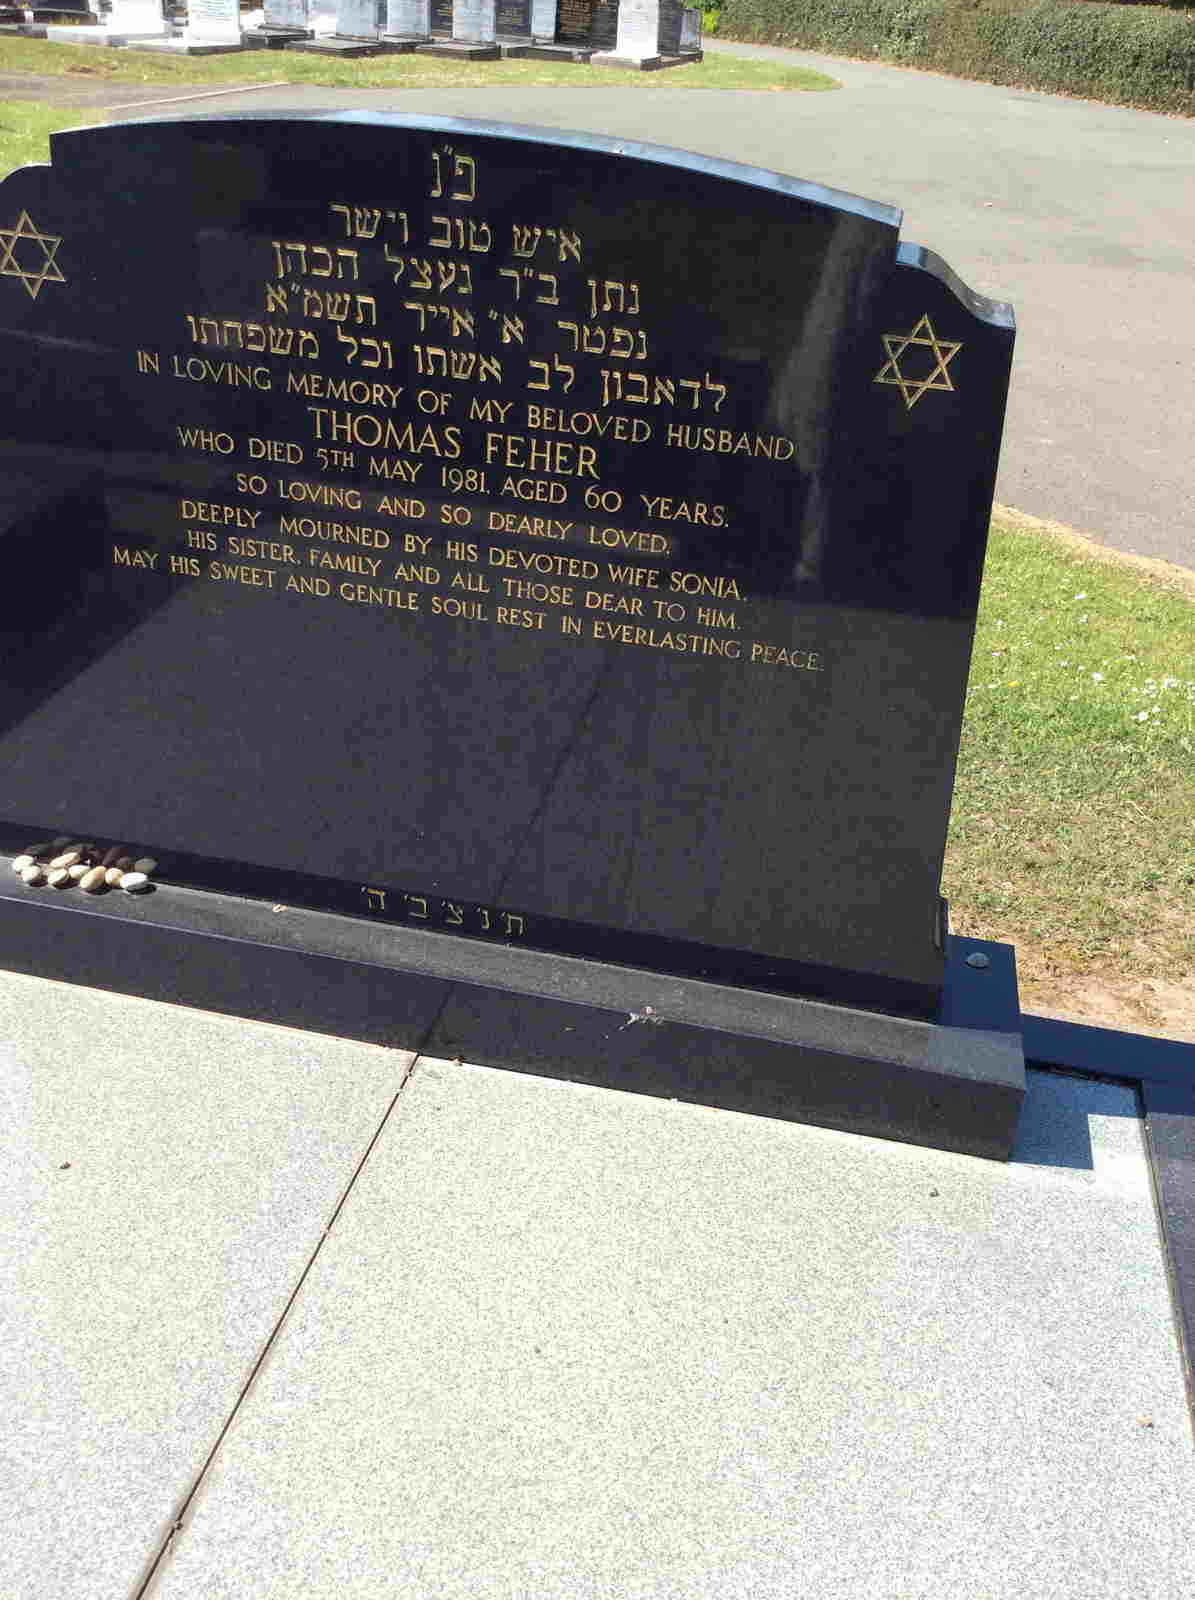 פ"נ
איש טוב וישר
נתן ב"ר נעצל הכהן
נפטר א' אייר תשמ"א
לדאבון לב אשתו וכל משפחתו
IN LOVING MEMORY OF MY BELOVED HUSBAND
THOMAS FEHER
WHO DIED 5TH MAY 1981. AGED 60 YEARS.
SO LOVING AND SO DEARLY LOVED.
DEEPLY MOURNED BY HIS DEVOTED WIFE SONIA.
HIS SISTER, FAMILY AND ALL THOSE DEAR TO HIM.
MAY HIS SWEET AND GENTLE SOUL REST IN EVERLASTING PEACE.
ת' נ' צ' ב' ה'